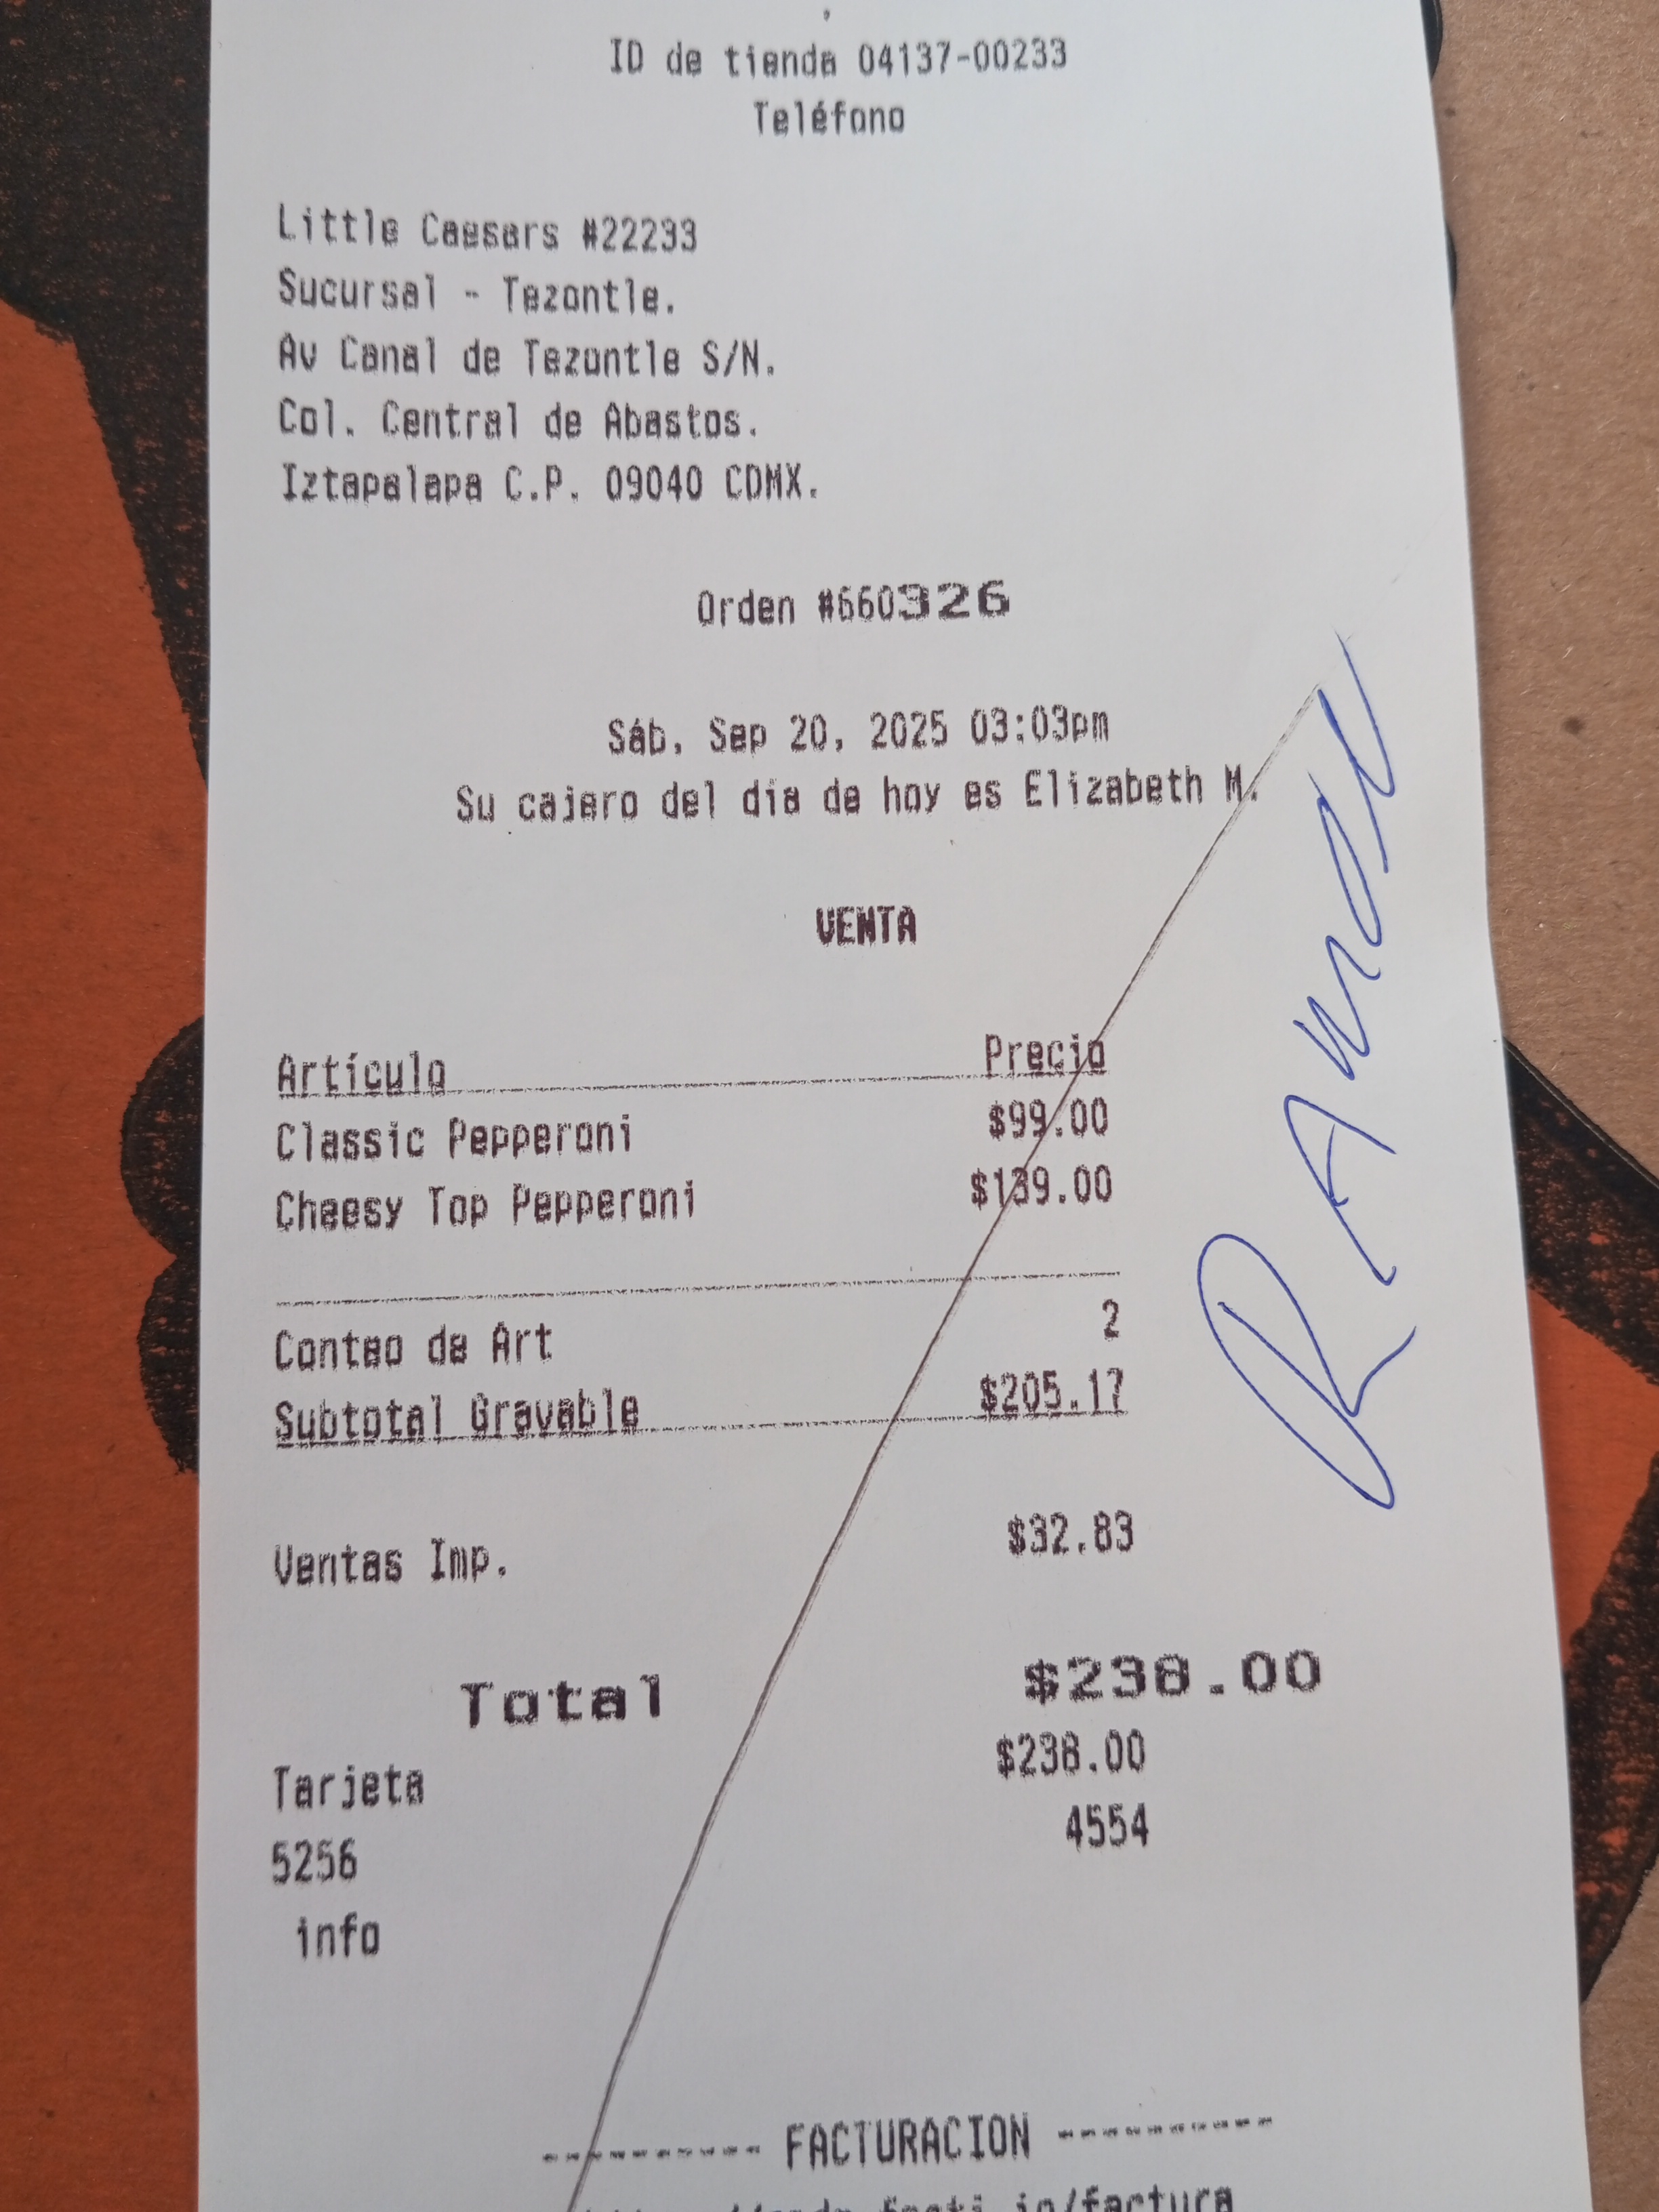 ID de tienda 04137-00233
Teléfono
Little Caesars #22233
Sucursal - Tezontle.
Av Canal de Tezontle S/N.
Col. Central de Abastos.
Iztapalapa C.P. 09040 CDMX.
Orden #660326
Sáb. Sep 20, 2025 03:03pm
Su cajero del dia de hoy es Elizabeth M.
VENTA
Artículo Precio
Classic Pepperoni $99.00
Cheesy Top Pepperoni $139.00
Conteo de Art 2
Subtotal Gravable $205.17
Ventas Imp. $32.83
Total $238.00
Tarjeta $238.00
5256 4554
info
---------- FACTURACION ----------